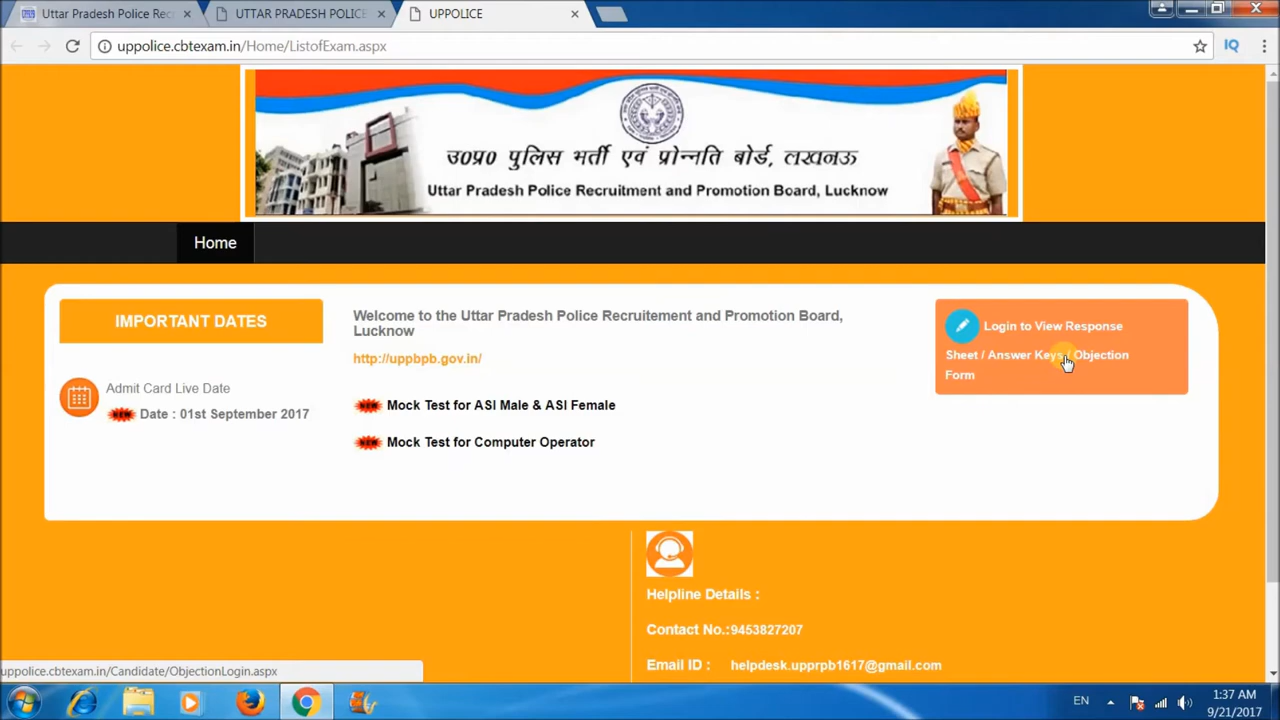 Uttar Pradesh Police Rec
UTTAR PRADESH POLICE
UPPOLICE
uppolice.cbtexam.in/Home/ListofExam.aspx
IQ
उ0प्र0 पुलिस भर्ती एवं प्रोन्नति बोर्ड, लखनऊ
Uttar Pradesh Police Recruitment and Promotion Board, Lucknow
Home
IMPORTANT DATES
Admit Card Live Date
NEW Date : 01st September 2017
Welcome to the Uttar Pradesh Police Recruitement and Promotion Board,
Lucknow
http://uppbpb.gov.in/
NEW Mock Test for ASI Male & ASI Female
NEW Mock Test for Computer Operator
Login to View Response
Sheet / Answer Keys / Objection
Form
Helpline Details :
Contact No.:9453827207
Email ID : helpdesk.upprpb1617@gmail.com
uppolice.cbtexam.in/Candidate/ObjectionLogin.aspx
EN
1:37 AM
9/21/2017